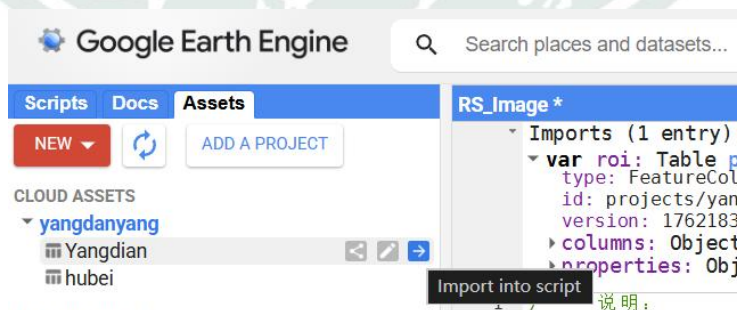 Google Earth Engine
Search places and datasets...
Scripts Docs Assets
RS_Image *
NEW
ADD A PROJECT
Imports (1 entry)
var roi: Table
type: FeatureCol
id: projects/yan
version: 1762183
columns: Object
properties: Obj
CLOUD ASSETS
yangdanyang
Yangdian
hubei
Import into script
说明：